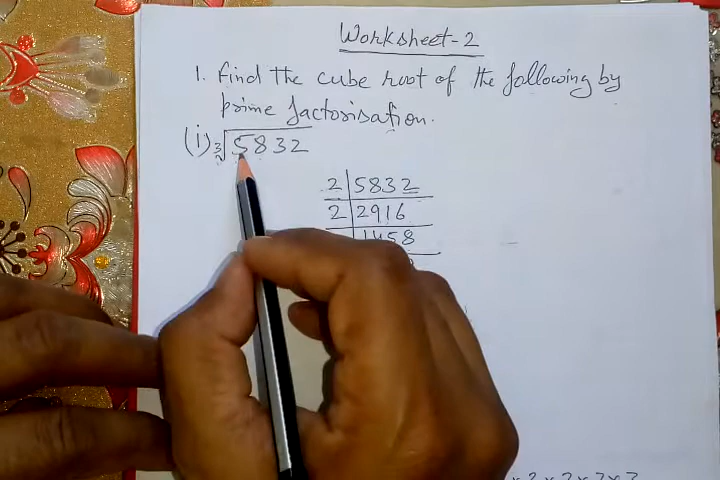 Worksheet-2
1. Find the cube root of the following by
prime factorisation.
(i) ∛5832
2 | 5832
2 | 2916
1458